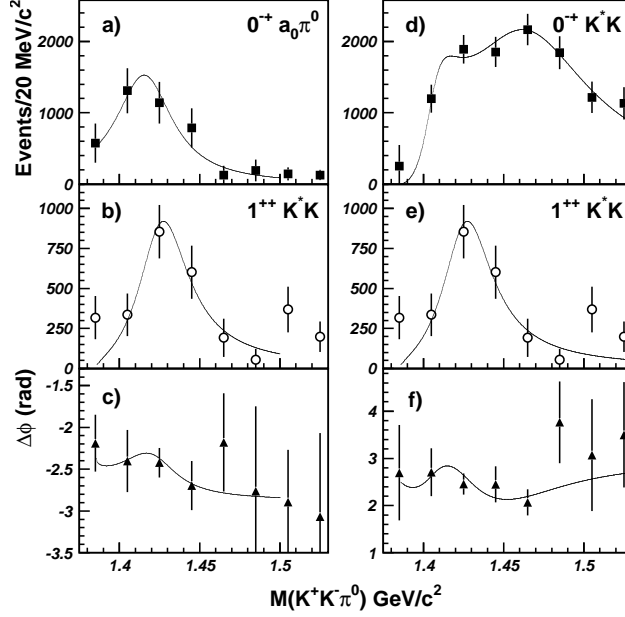 a) 0⁻⁺ a₀π⁰
d) 0⁻⁺ K*K
Events/20 MeV/c²
2000
1000
0
2000
1000
0
b) 1⁺⁺ K*K
e) 1⁺⁺ K*K
1000
750
500
250
0
1000
750
500
250
0
c)
f)
Δϕ (rad)
-1
-1.5
-2
-2.5
-3
-3.5
4
3
2
1
1.4 1.45 1.5
1.4 1.45 1.5
M(K⁺K⁻π⁰) GeV/c²